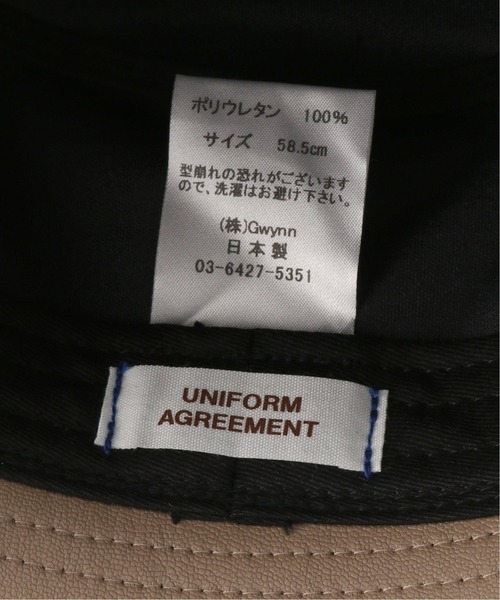 ポリウレタン 100%
サイズ 58.5cm
型崩れの恐れがございます
ので、洗濯はお避け下さい。
(株)Gwynn
日本製
03-6427-5351
UNIFORM
AGREEMENT